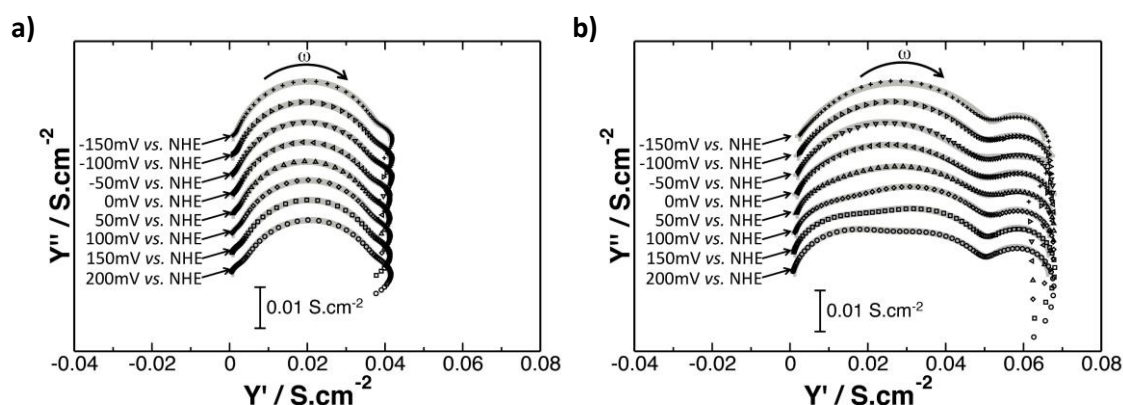 a)
Y'' / S.cm⁻²
ω
-150mV vs. NHE
-100mV vs. NHE
-50mV vs. NHE
0mV vs. NHE
50mV vs. NHE
100mV vs. NHE
150mV vs. NHE
200mV vs. NHE
0.01 S.cm⁻²
-0.04 -0.02 0 0.02 0.04 0.06 0.08
Y' / S.cm⁻²
b)
Y'' / S.cm⁻²
ω
-150mV vs. NHE
-100mV vs. NHE
-50mV vs. NHE
0mV vs. NHE
50mV vs. NHE
100mV vs. NHE
150mV vs. NHE
200mV vs. NHE
0.01 S.cm⁻²
-0.04 -0.02 0 0.02 0.04 0.06 0.08
Y' / S.cm⁻²